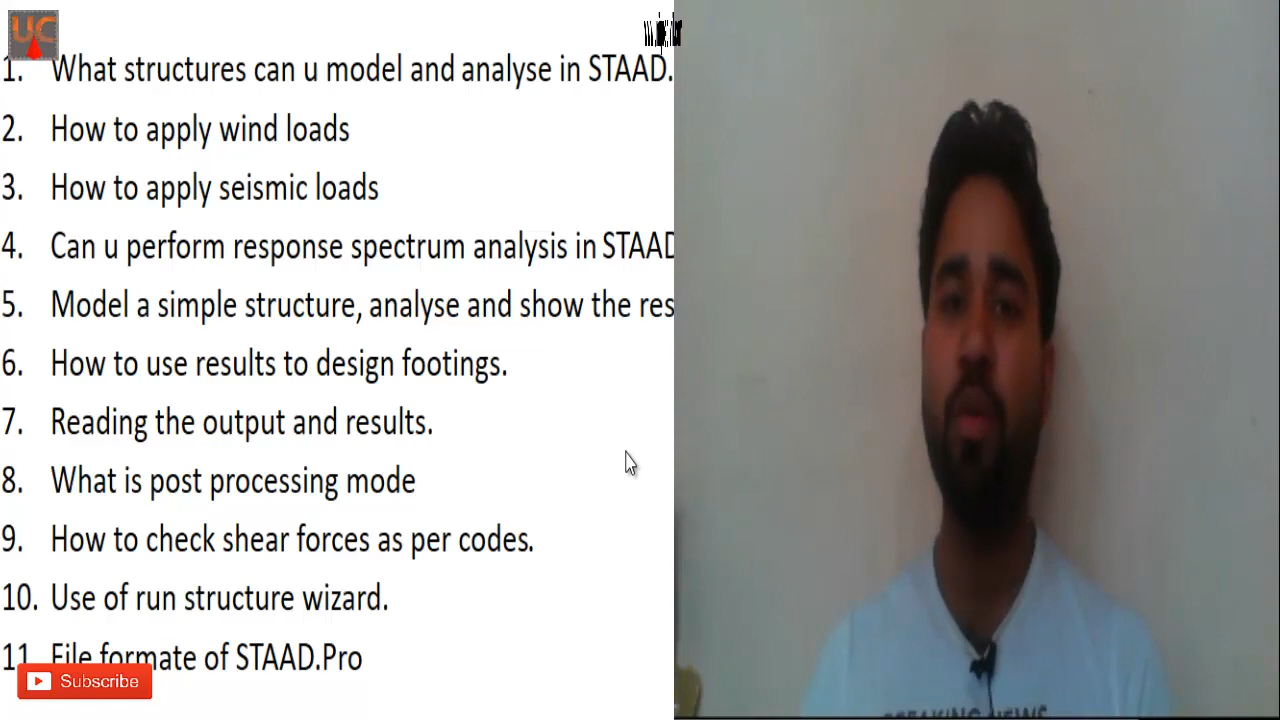 UC
1. What structures can u model and analyse in STAAD.
2. How to apply wind loads
3. How to apply seismic loads
4. Can u perform response spectrum analysis in STAAD
5. Model a simple structure, analyse and show the res
6. How to use results to design footings.
7. Reading the output and results.
8. What is post processing mode
9. How to check shear forces as per codes.
10. Use of run structure wizard.
11. File formate of STAAD.Pro
Subscribe
BREAKING NEWS